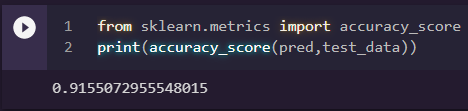 1 from sklearn.metrics import accuracy_score
2 print(accuracy_score(pred,test_data))
0.9155072955548015